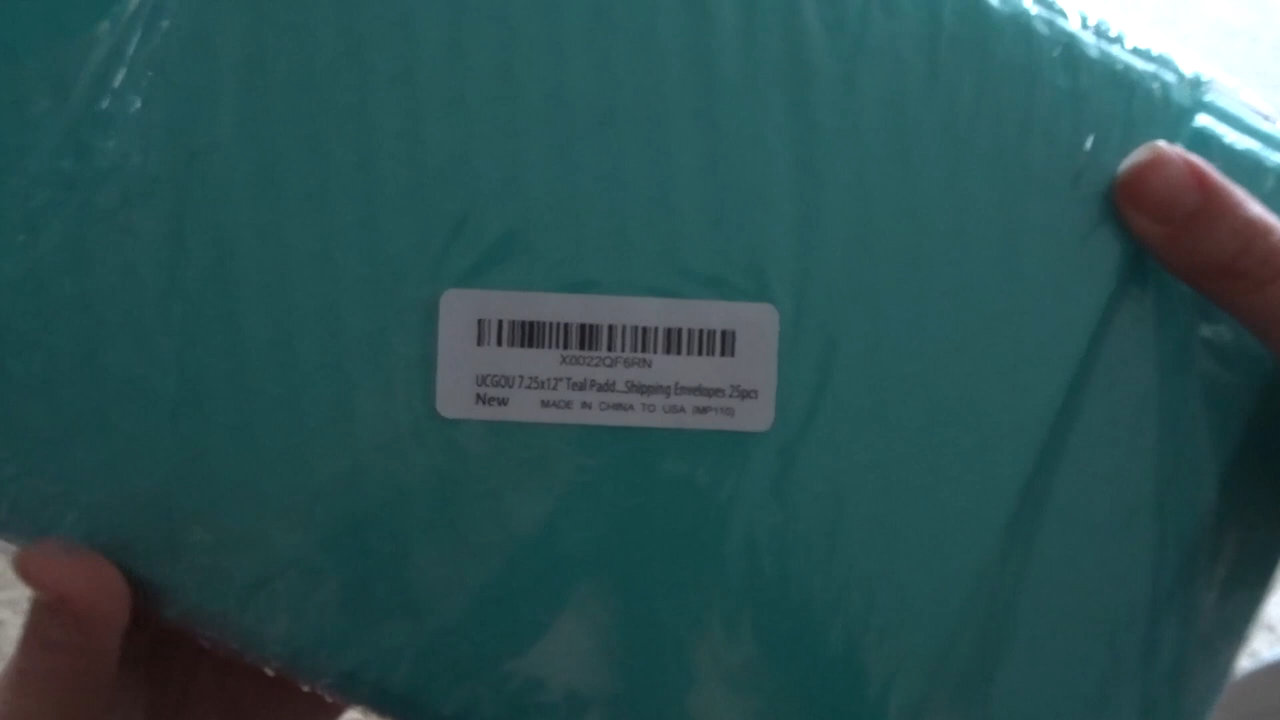 X0022QF6RN
UCGOU 7.25x12" Teal Padd...Shipping Envelopes 25pcs
New MADE IN CHINA TO USA (MP110)